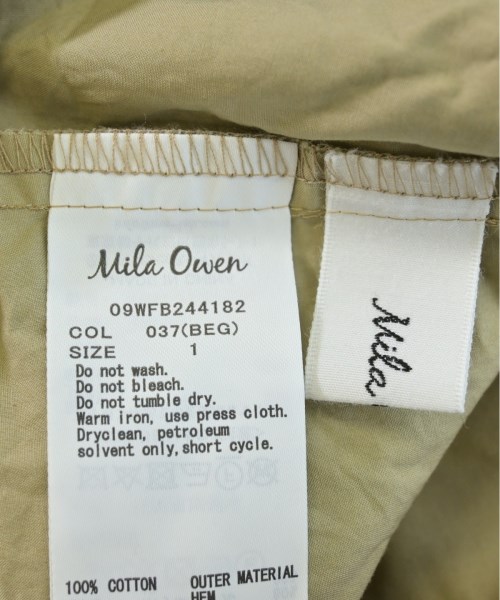 Mila Owen
09WFB244182
COL 037(BEG)
SIZE 1
Do not wash.
Do not bleach.
Do not tumble dry.
Warm iron, use press cloth.
Dryclean, petroleum
solvent only, short cycle.
100% COTTON OUTER MATERIAL
HEM
Mila